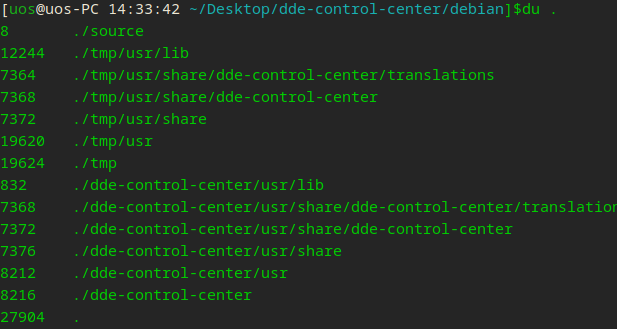 [uos@uos-PC 14:33:42 ~/Desktop/dde-control-center/debian]$du .
8 ./source
12244 ./tmp/usr/lib
7364 ./tmp/usr/share/dde-control-center/translations
7368 ./tmp/usr/share/dde-control-center
7372 ./tmp/usr/share
19620 ./tmp/usr
19624 ./tmp
832 ./dde-control-center/usr/lib
7368 ./dde-control-center/usr/share/dde-control-center/translation
7372 ./dde-control-center/usr/share/dde-control-center
7376 ./dde-control-center/usr/share
8212 ./dde-control-center/usr
8216 ./dde-control-center
27904 .